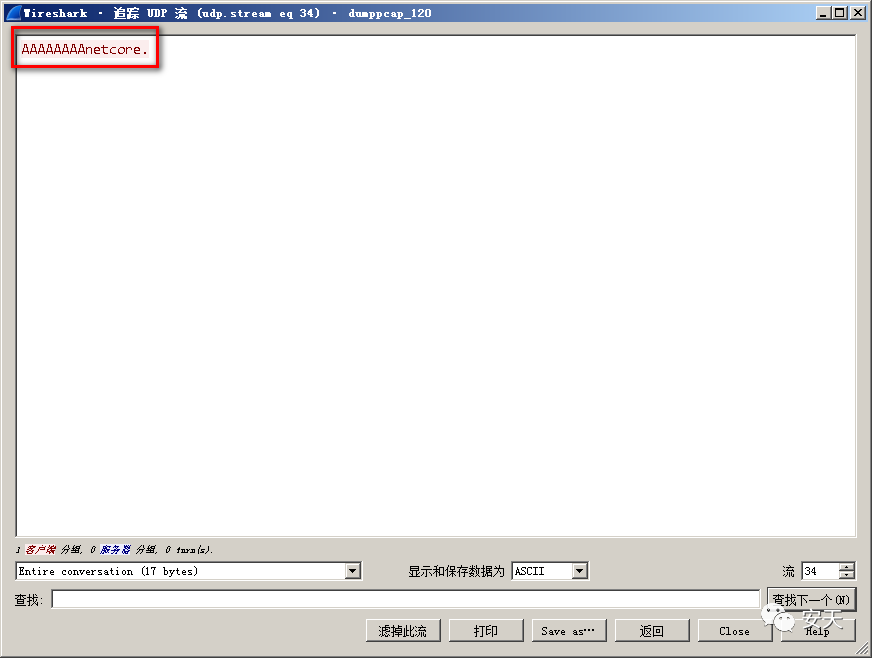 Wireshark · 追踪 UDP 流 (udp.stream eq 34) · dumppcap_120
AAAAAAAAnetcore.
1 客户端 分组, 0 服务器 分组, 0 turn(s).
Entire conversation (17 bytes)
显示和保存数据为 ASCII
流 34
查找:
查找下一个(N)
滤掉此流
打印
Save as…
返回
Close
Help
安天